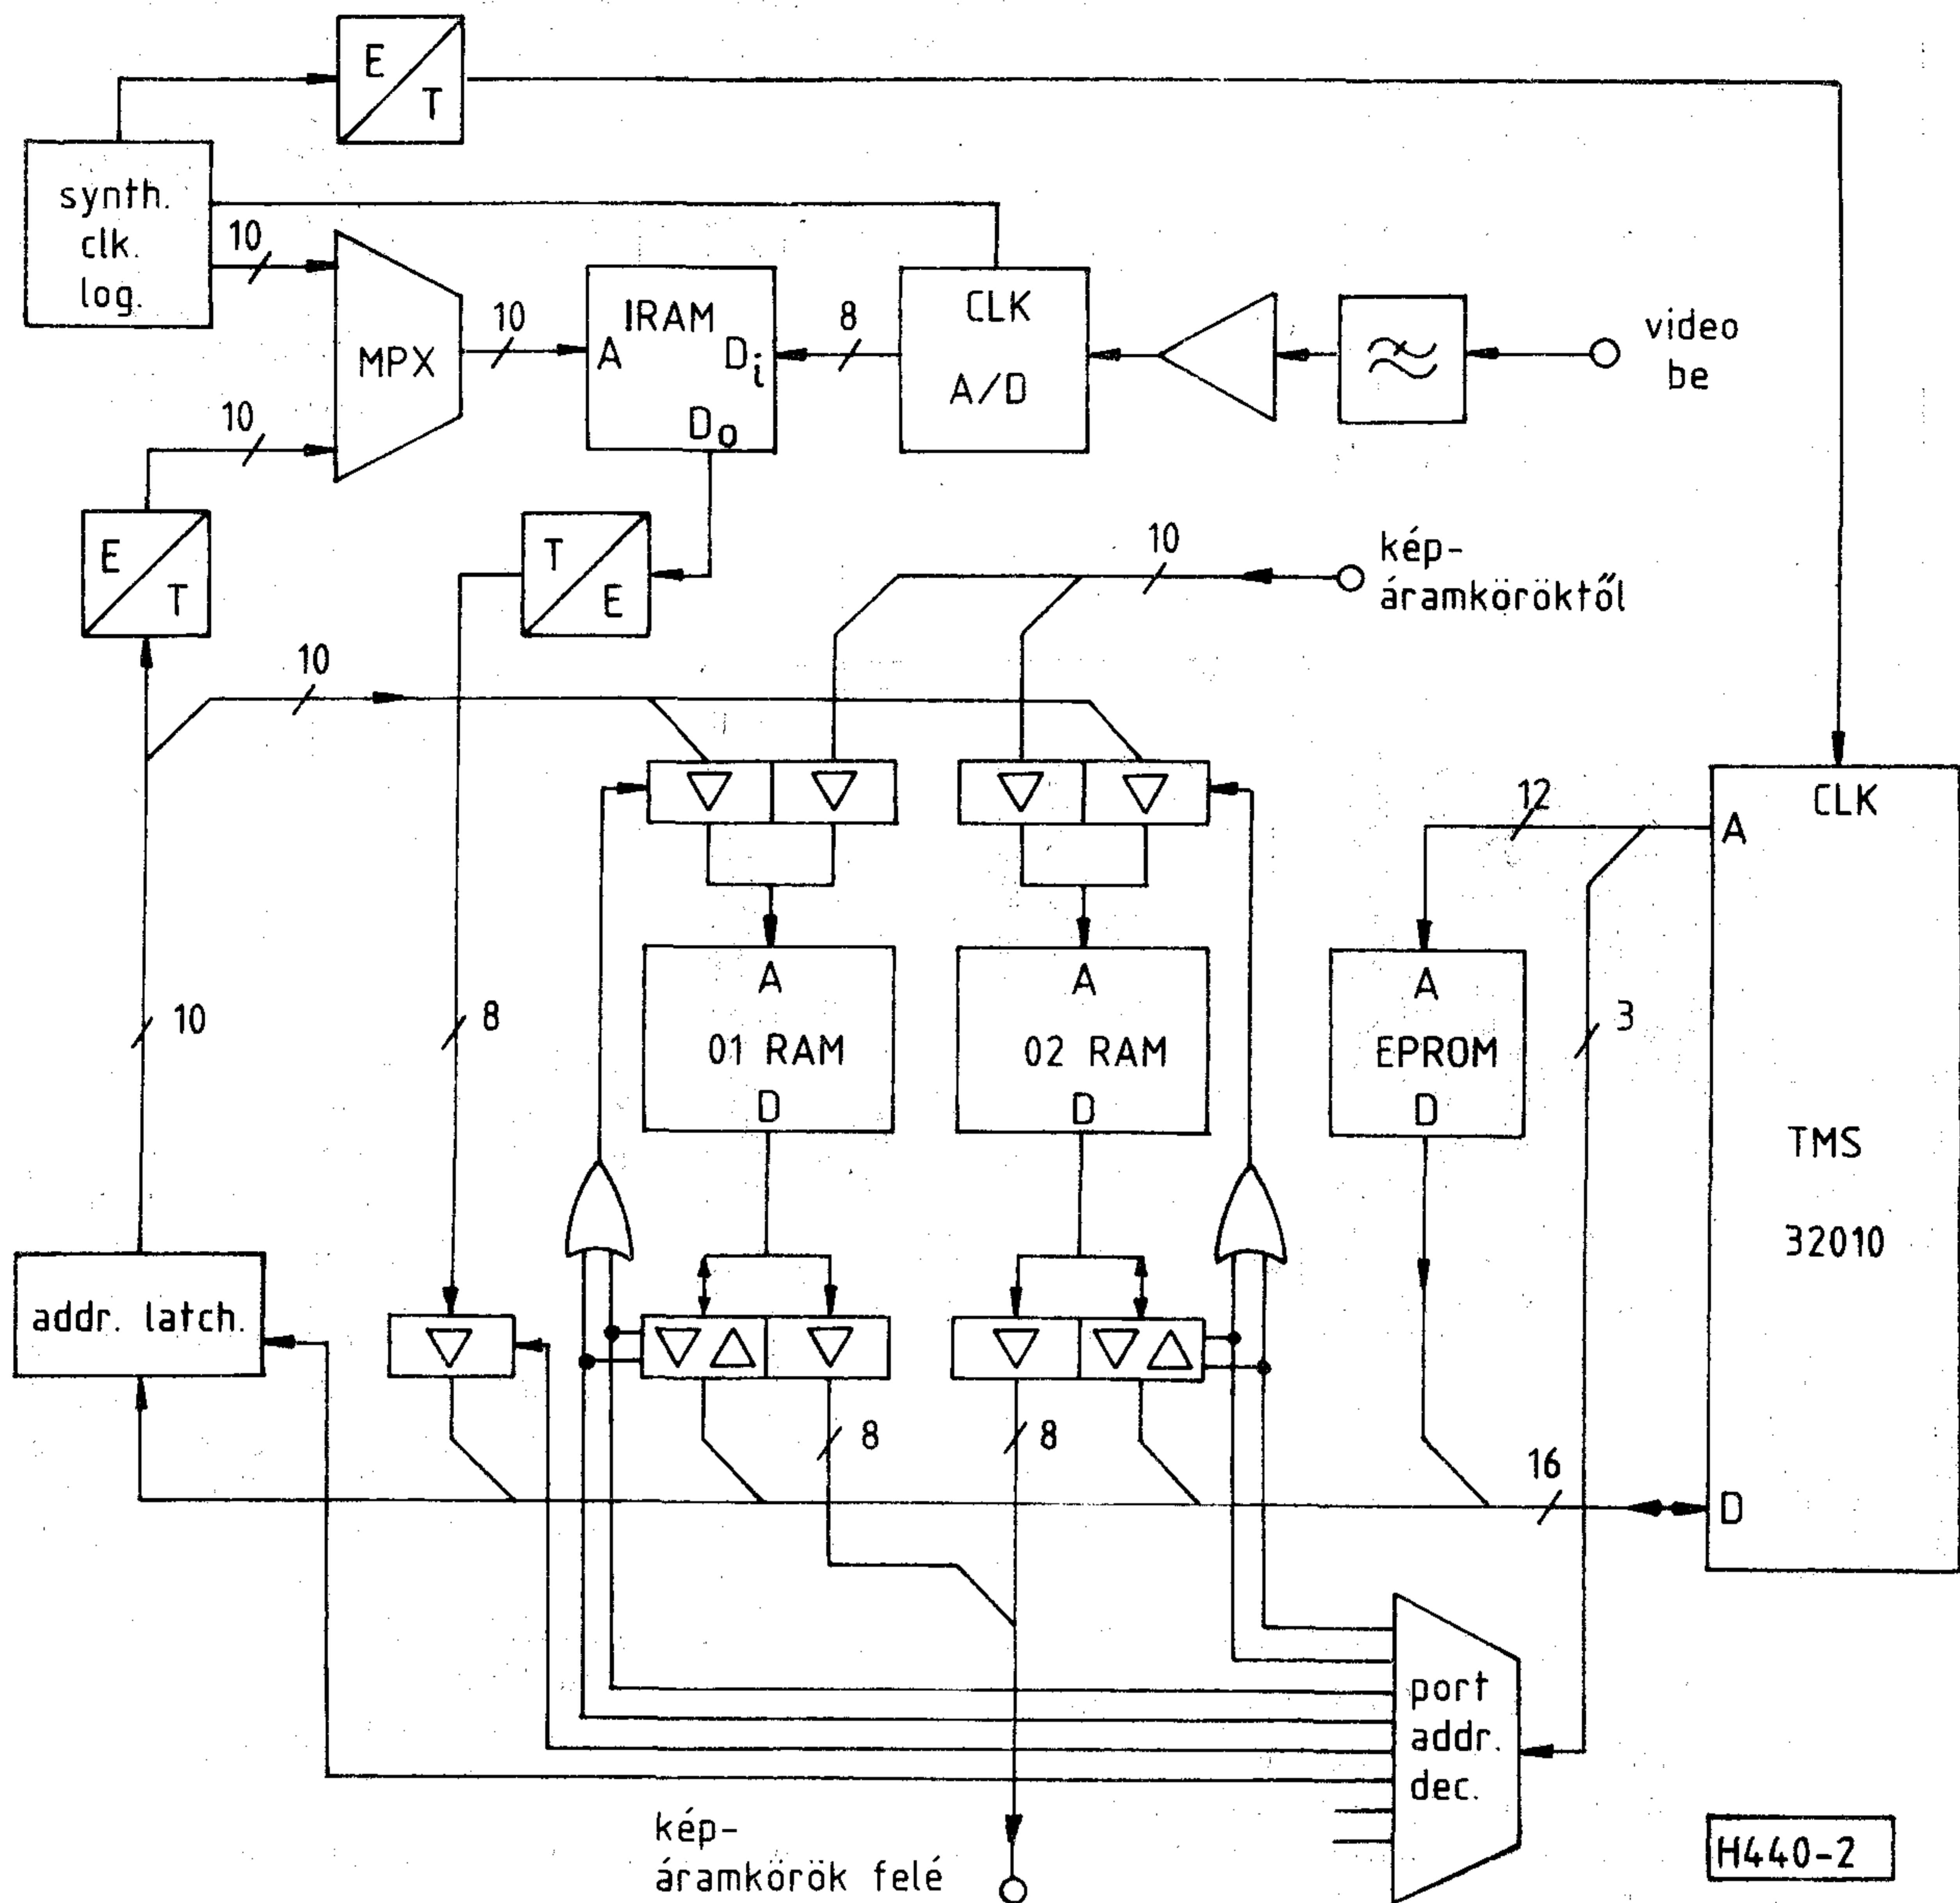 E
T
synth.
clk.
log.
10
10
MPX
10
IRAM
A
Di
Do
8
CLK
A/D
video
be
E
T
T
E
10
kép-
áramköröktől
10
12
CLK
A
10
8
A
01 RAM
D
A
02 RAM
D
A
EPROM
D
3
TMS
32010
addr. latch.
8
8
16
D
port
addr.
dec.
kép-
áramkörök felé
H440-2